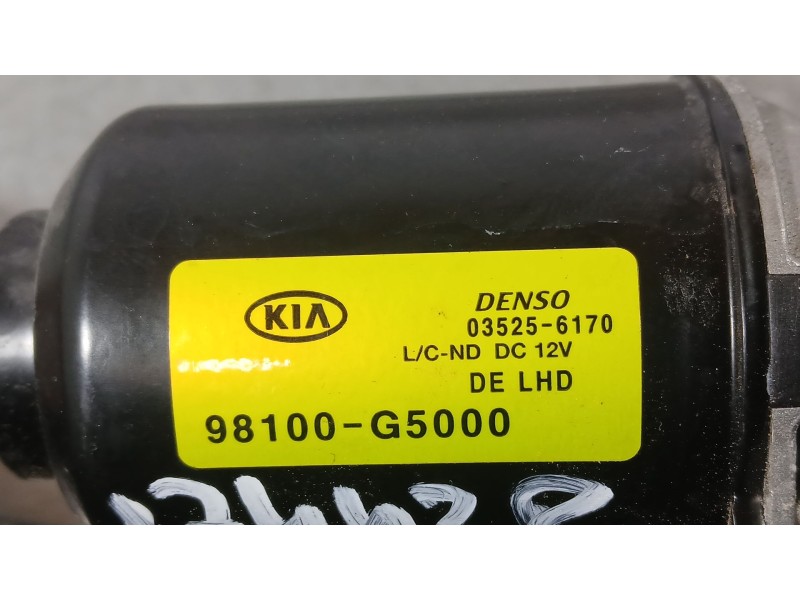 KIA
DENSO
03525-6170
L/C-ND DC 12V
DE LHD
98100-G5000